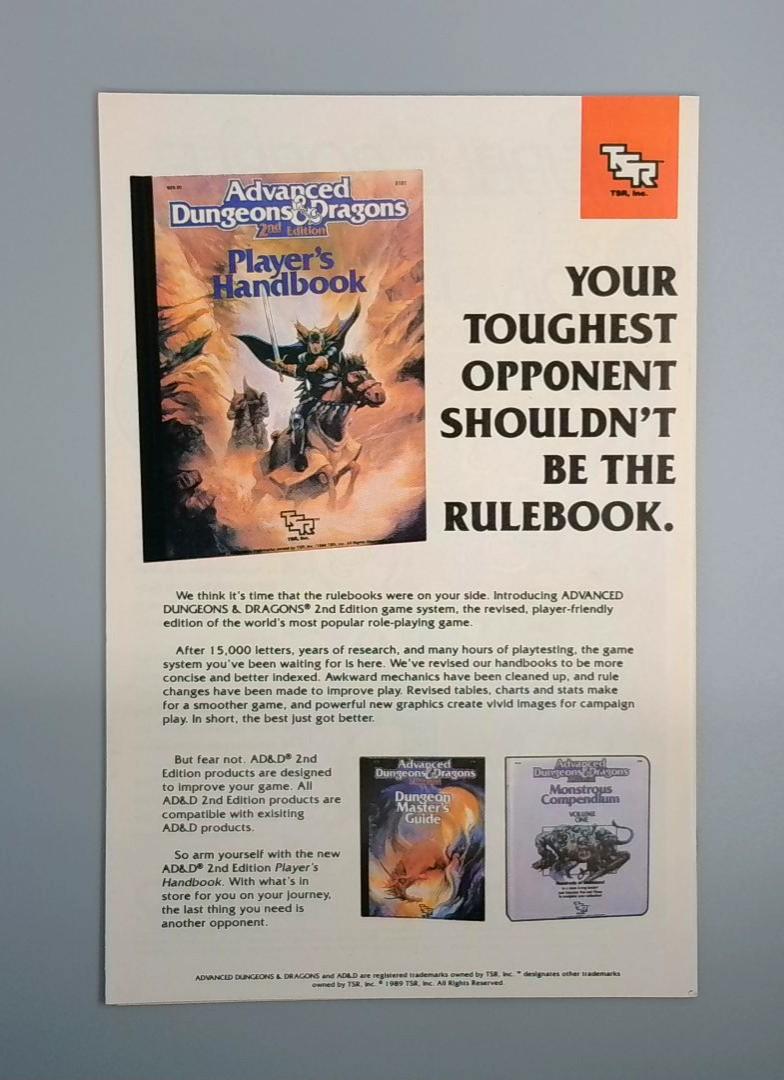 TSR
TSR, Inc.
Advanced
Dungeons & Dragons
2nd Edition
Player's
Handbook
TSR
TSR, Inc.
YOUR
TOUGHEST
OPPONENT
SHOULDN'T
BE THE
RULEBOOK.
We think it's time that the rulebooks were on your side. Introducing ADVANCED
DUNGEONS & DRAGONS® 2nd Edition game system, the revised, player-friendly
edition of the world's most popular role-playing game.
After 15,000 letters, years of research, and many hours of playtesting, the game
system you've been waiting for is here. We've revised our handbooks to be more
concise and better indexed. Awkward mechanics have been cleaned up, and rule
changes have been made to improve play. Revised tables, charts and stats make
for a smoother game, and powerful new graphics create vivid images for campaign
play. In short, the best just got better.
But fear not. AD&D® 2nd
Edition products are designed
to improve your game. All
AD&D 2nd Edition products are
compatible with exisiting
AD&D products.
So arm yourself with the new
AD&D® 2nd Edition Player's
Handbook. With what's in
store for you on your journey,
the last thing you need is
another opponent.
Advanced
Dungeons & Dragons
Dungeon
Master's
Guide
TSR
Advanced
Dungeons & Dragons
Monstrous
Compendium
VOLUME
ONE
TSR
ADVANCED DUNGEONS & DRAGONS and AD&D are registered trademarks owned by TSR, Inc. ™ designates other trademarks
owned by TSR, Inc. © 1989 TSR, Inc. All Rights Reserved.